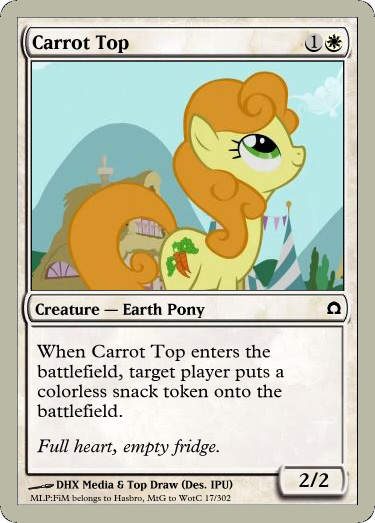 Carrot Top 1
Creature — Earth Pony Ω
When Carrot Top enters the
battlefield, target player puts a
colorless snack token onto the
battlefield.
Full heart, empty fridge.
DHX Media & Top Draw (Des. IPU)
2/2
MLP:FiM belongs to Hasbro, MtG to WotC 17/302